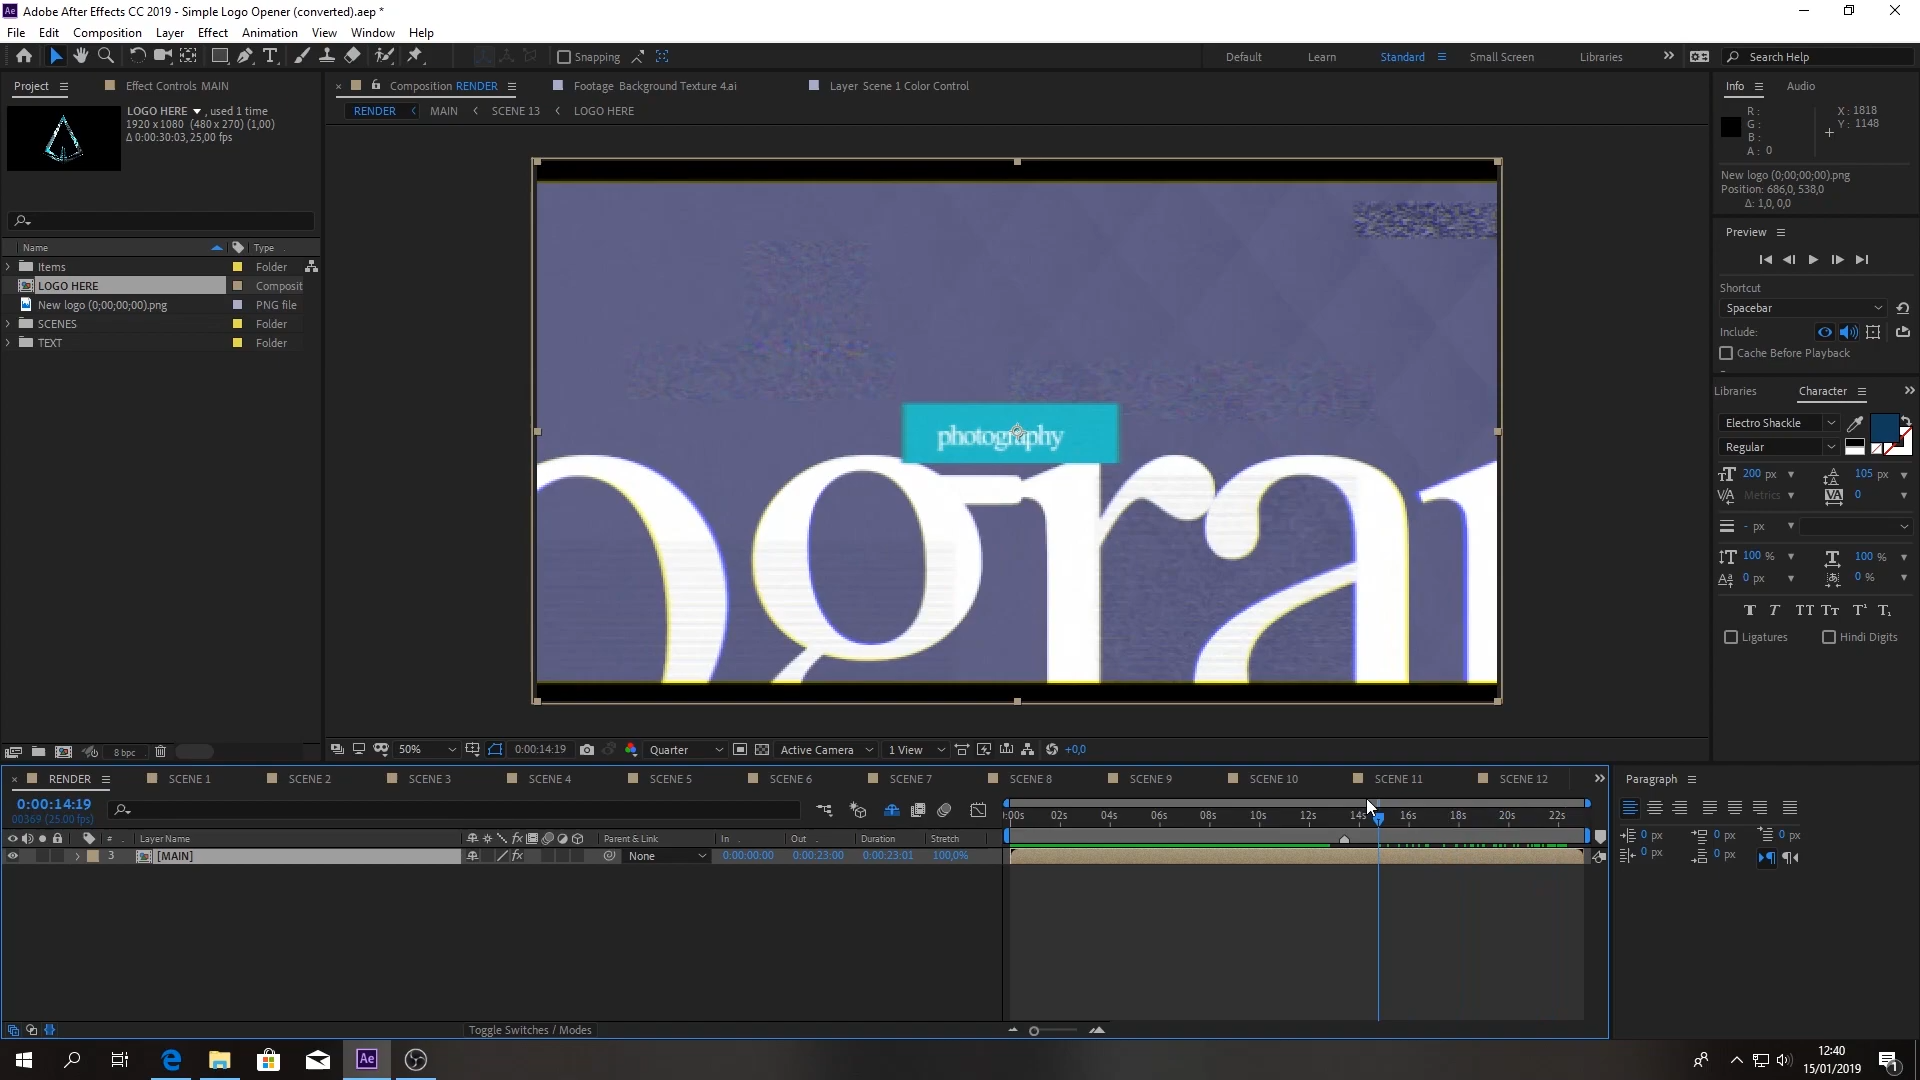 Adobe After Effects CC 2019 - Simple Logo Opener (converted).aep *
File Edit Composition Layer Effect Animation View Window Help
Snapping
Default Learn Standard Small Screen Libraries
Search Help
Project
Effect Controls MAIN
LOGO HERE , used 1 time
1920 x1080 (480 x 270) (1,00)
Δ 0:00:30:03, 25,00 fps
Name Type
Items Folder
LOGO HERE Composit
New logo (0;00;00;00).png PNG file
SCENES Folder
TEXT Folder
8 bpc
Composition RENDER
Footage Background Texture 4.ai
Layer Scene 1 Color Control
RENDER MAIN SCENE 13 LOGO HERE
photography
ogra
50% 0:00:14:19 Quarter Active Camera 1 View +0,0
Info Audio
R :
G :
B :
A : 0
X : 1818
Y : 1148
New logo (0;00;00;00).png
Position: 686,0, 538,0
Δ: 1,0, 0,0
Preview
Shortcut
Spacebar
Include:
Cache Before Playback
Libraries Character
Electro Shackle
Regular
200 px 105 px
Metrics 0
- px
100 % 100 %
0 px 0 %
Ligatures Hindi Digits
RENDER SCENE 1 SCENE 2 SCENE 3 SCENE 4 SCENE 5 SCENE 6 SCENE 7 SCENE 8 SCENE 9 SCENE 10 SCENE 11 SCENE 12
0:00:14:19
00369 (25.00 fps)
:00s 02s 04s 06s 08s 10s 12s 14s 16s 18s 20s 22s
# Layer Name Parent & Link In Out Duration Stretch
3 [MAIN] None 0:00:00:00 0:00:23:00 0:00:23:01 100,0%
Toggle Switches / Modes
Paragraph
0 px 0 px 0 px
0 px 0 px
12:40
15/01/2019
1